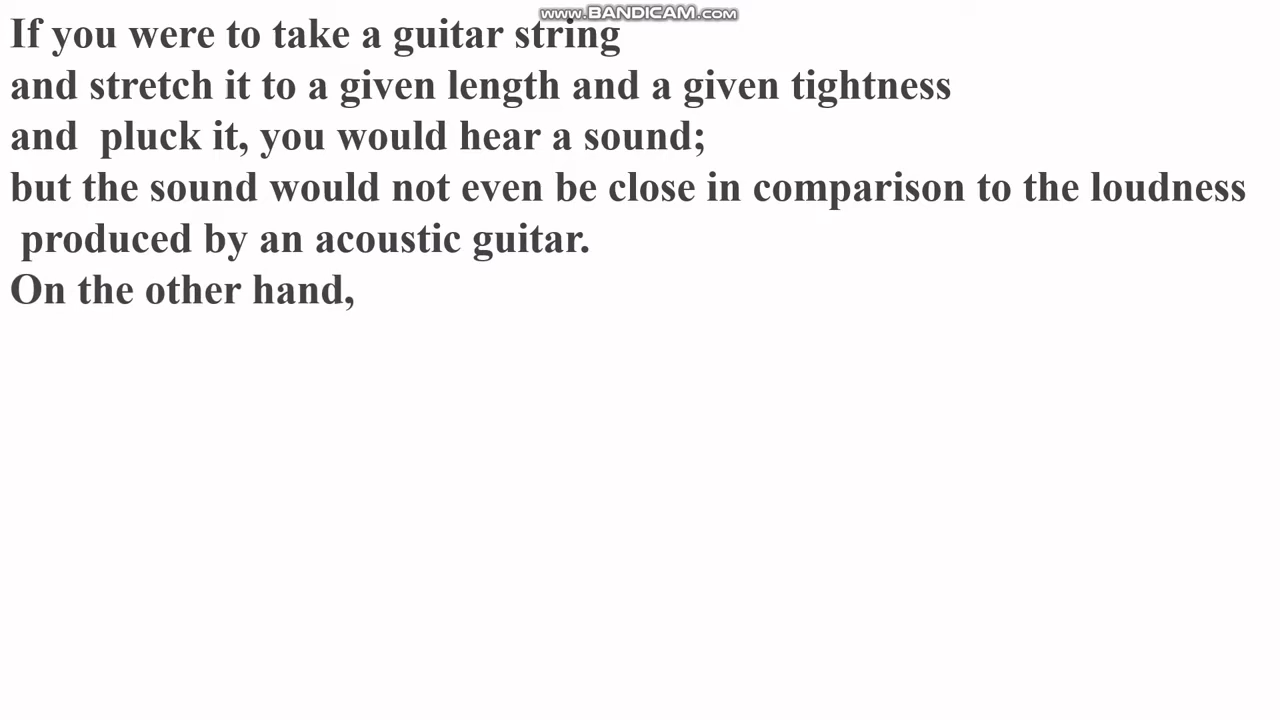 www.BANDICAM.com
If you were to take a guitar string
and stretch it to a given length and a given tightness
and pluck it, you would hear a sound;
but the sound would not even be close in comparison to the loudness
produced by an acoustic guitar.
On the other hand,